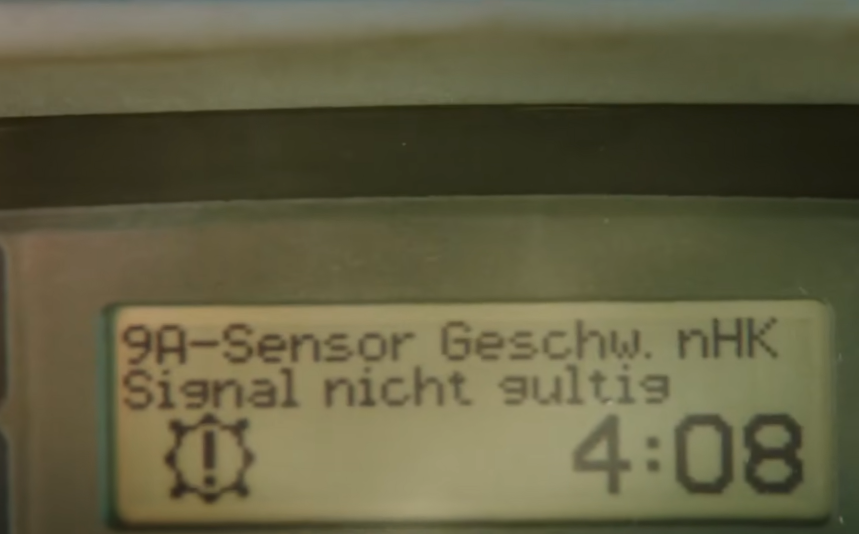 9A-Sensor Geschw. nHK
Signal nicht gultig
4:08